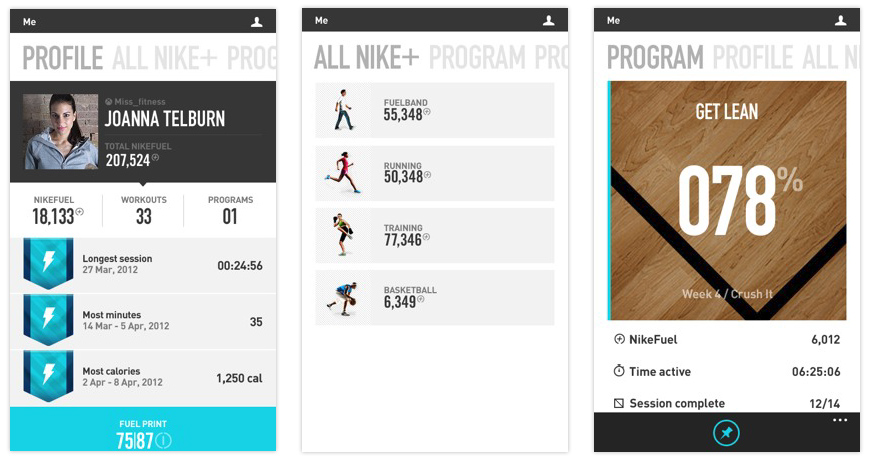 Me
PROFILE ALL NIKE+ PROG
Miss_fitness
JOANNA TELBURN
TOTAL NIKEFUEL
207,524
NIKEFUEL WORKOUTS PROGRAMS
18,133 33 01
Longest session
27 Mar, 2012
00:24:56
Most minutes
14 Mar - 5 Apr, 2012
35
Most calories
2 Apr - 8 Apr, 2012
1,250 cal
FUEL PRINT
75|87
Me
ALL NIKE+ PROGRAM PRO
FUELBAND
55,348
RUNNING
50,348
TRAINING
77,346
BASKETBALL
6,349
Me
PROGRAM PROFILE ALL N
GET LEAN
078%
Week 4 / Crush It
NikeFuel 6,012
Time active 06:25:06
Session complete 12/14